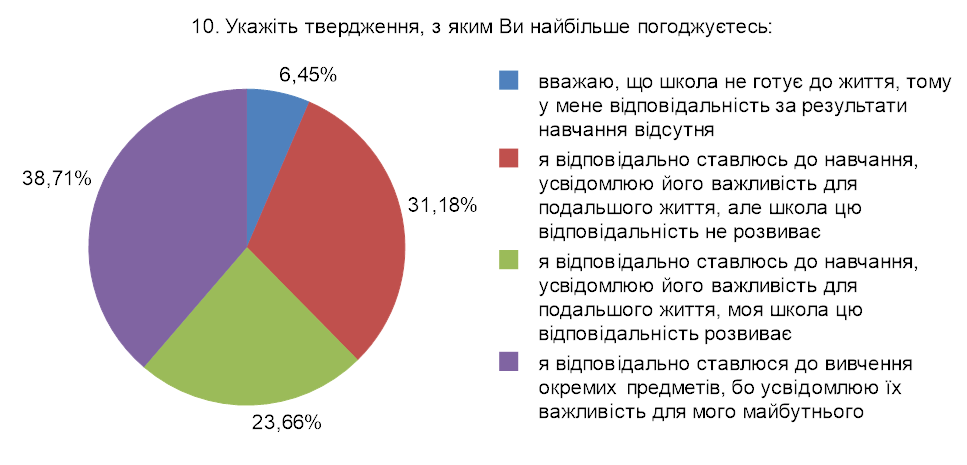 10. Укажіть твердження, з яким Ви найбільше погоджуєтесь:
6,45%
38,71%
31,18%
23,66%
вважаю, що школа не готує до життя, тому
у мене відповідальність за результати
навчання відсутня
я відповідально ставлюсь до навчання,
усвідомлюю його важливість для
подальшого життя, але школа цю
відповідальність не розвиває
я відповідально ставлюсь до навчання,
усвідомлюю його важливість для
подальшого життя, моя школа цю
відповідальність розвиває
я відповідально ставлюся до вивчення
окремих предметів, бо усвідомлюю їх
важливість для мого майбутнього